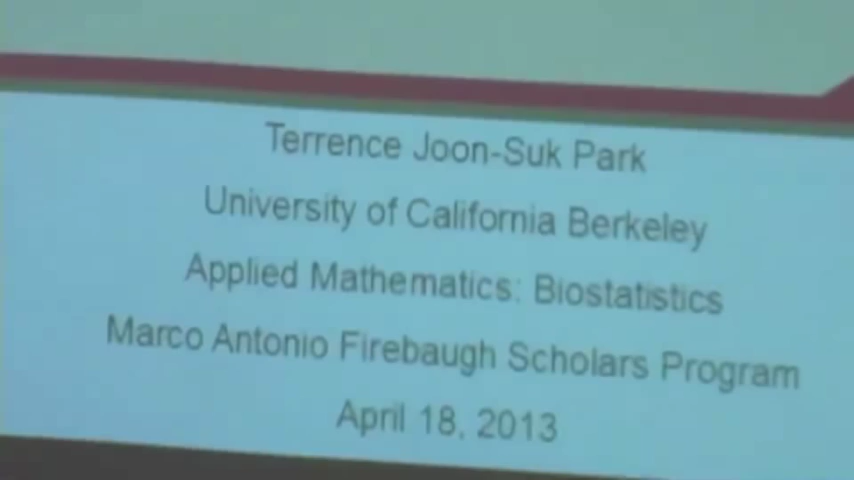 Terrence Joon-Suk Park
University of California Berkeley
Applied Mathematics: Biostatistics
Marco Antonio Firebaugh Scholars Program
April 18, 2013